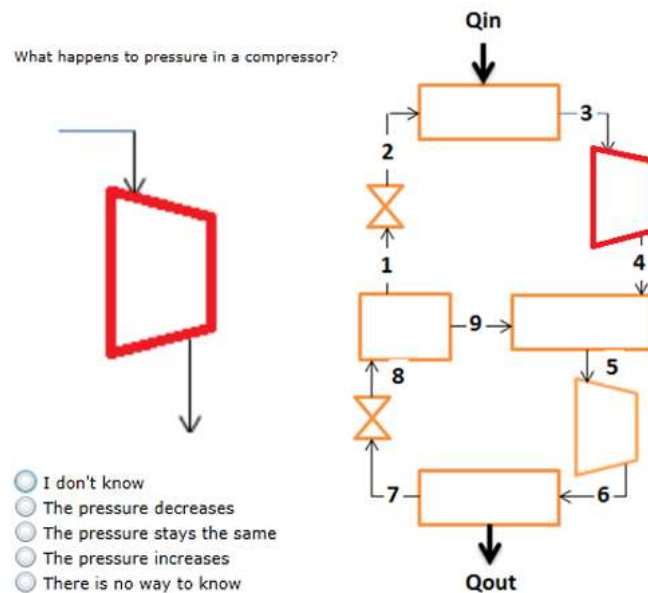 Qin
What happens to pressure in a compressor?
3
2
4
1
9
5
8
I don't know
7
6
The pressure decreases
The pressure stays the same
The pressure increases
There is no way to know
Qout